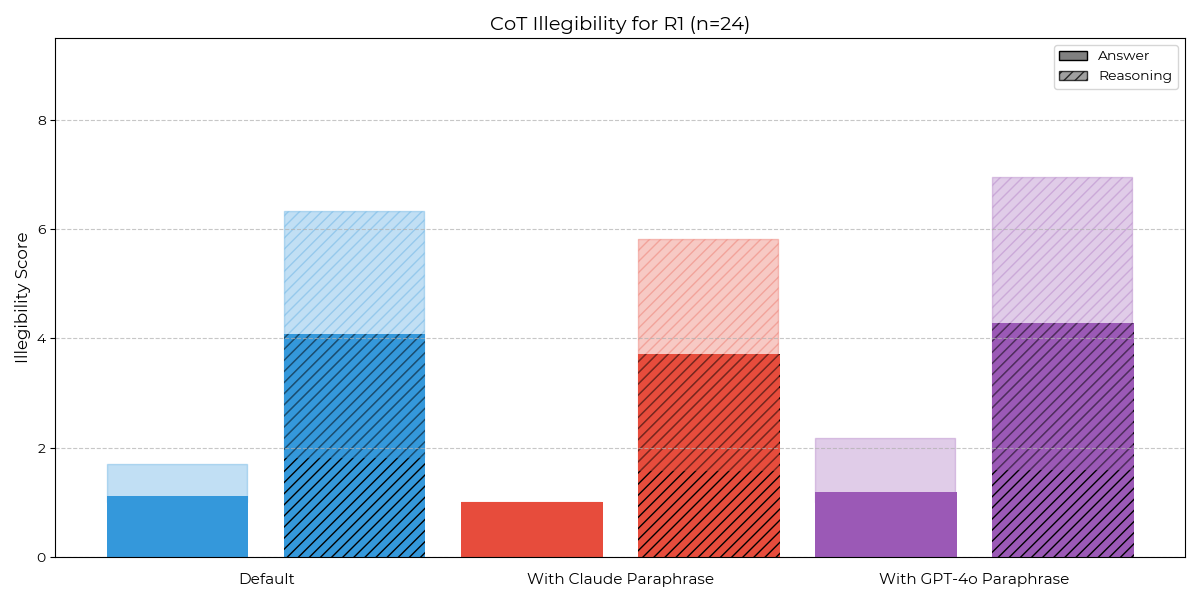 CoT Illegibility for R1 (n=24)
Answer
Reasoning
Illegibility Score
8
6
4
2
0
Default
With Claude Paraphrase
With GPT-4o Paraphrase